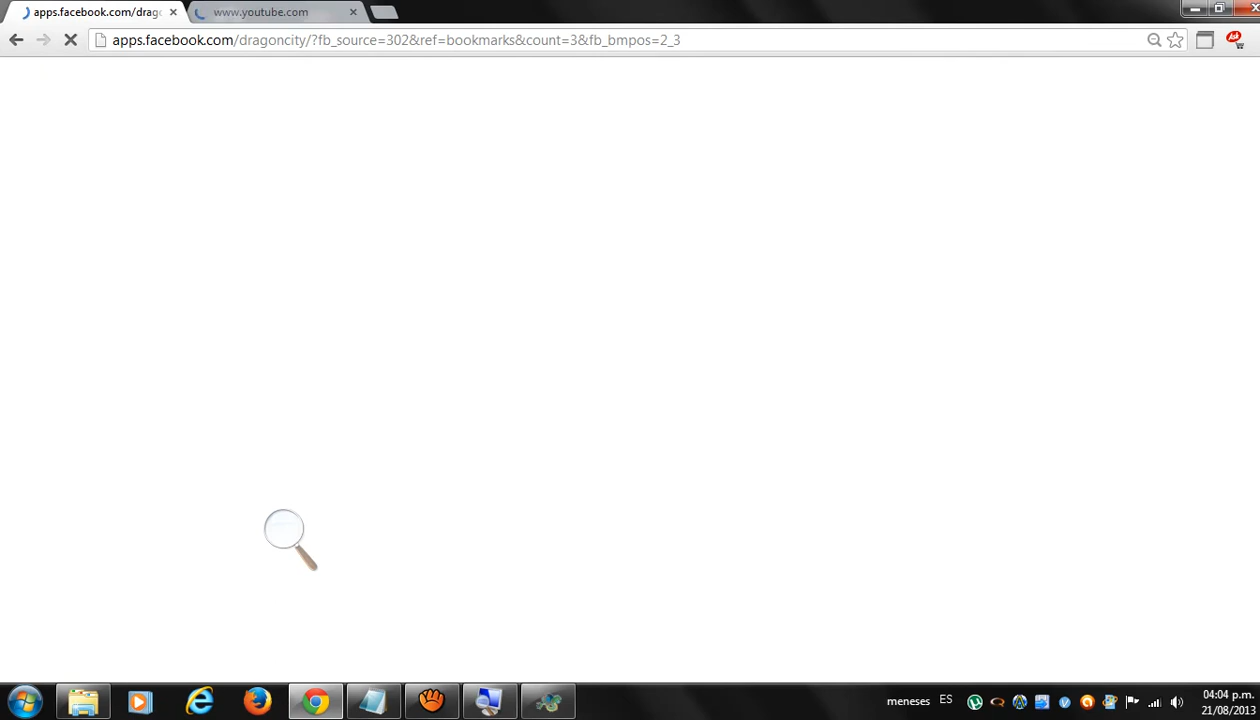 apps.facebook.com/drag
www.youtube.com
apps.facebook.com/dragoncity/?fb_source=302&ref=bookmarks&count=3&fb_bmpos=2_3
Ask
meneses
ES
04:04 p.m.
21/08/2013